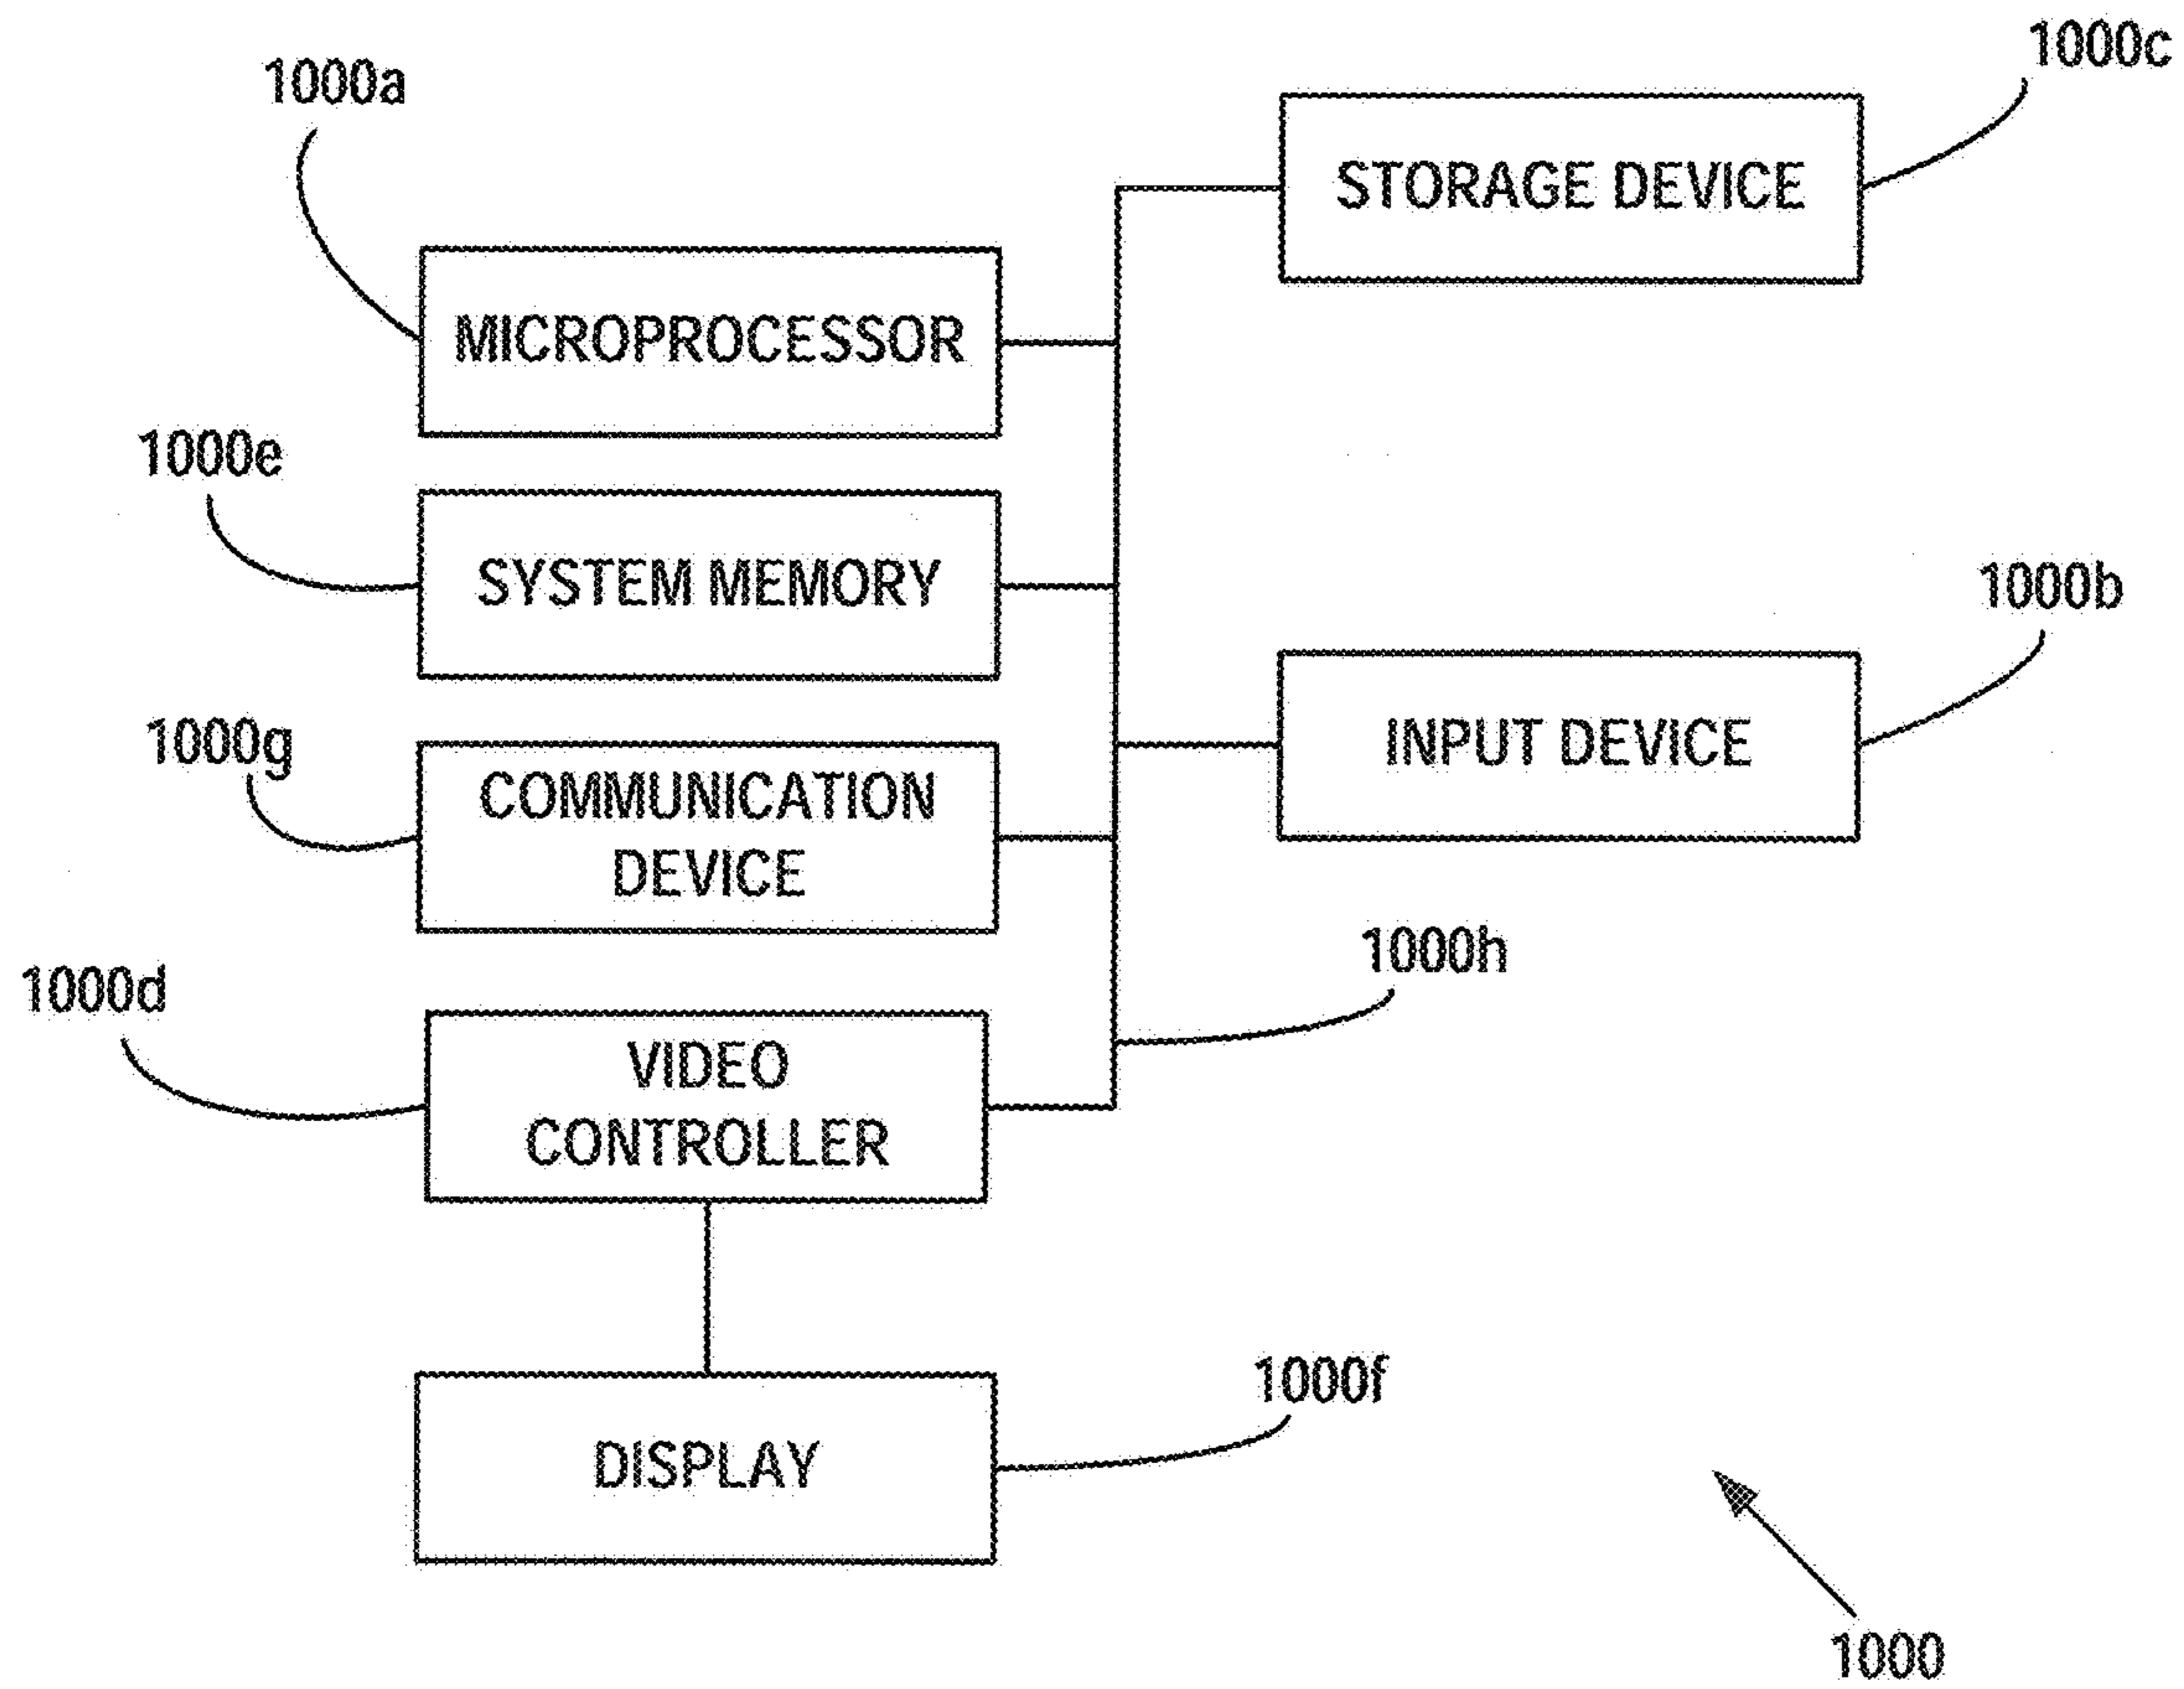 1000a
1000c
STORAGE DEVICE
MICROPROCESSOR
1000e
SYSTEM MEMORY
1000b
INPUT DEVICE
1000g
COMMUNICATION
DEVICE
1000h
1000d
VIDEO
CONTROLLER
1000f
DISPLAY
1000